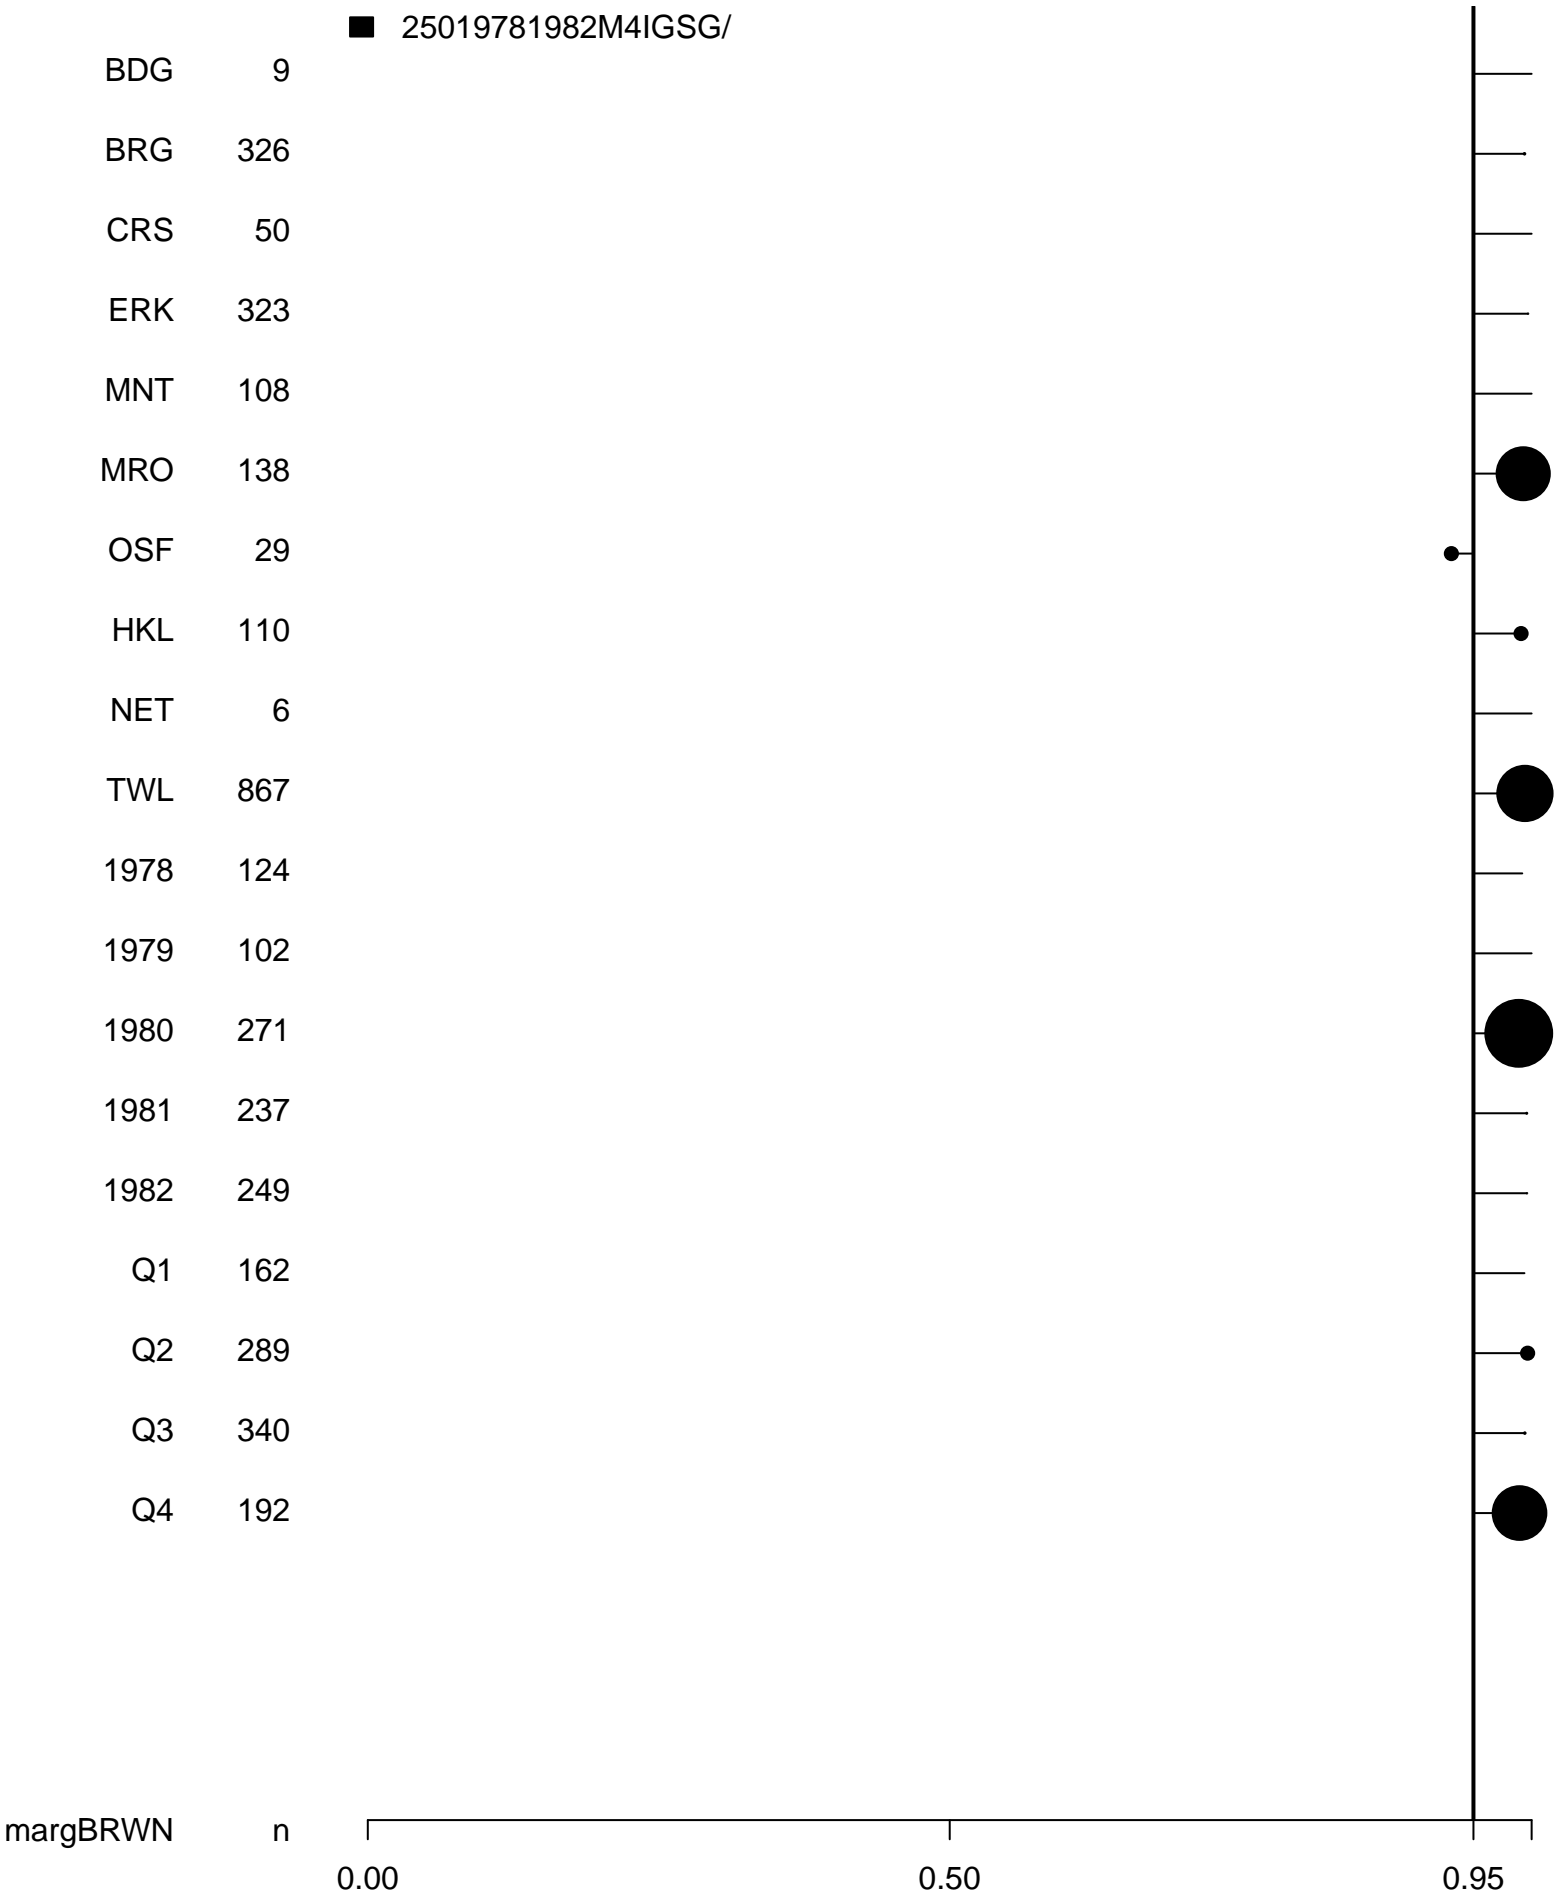 25019781982M4IGSG/
BDG 9
BRG 326
CRS 50
ERK 323
MNT 108
MRO 138
OSF 29
HKL 110
NET 6
TWL 867
1978 124
1979 102
1980 271
1981 237
1982 249
Q1 162
Q2 289
Q3 340
Q4 192
margBRWN n
0.00 0.50 0.95